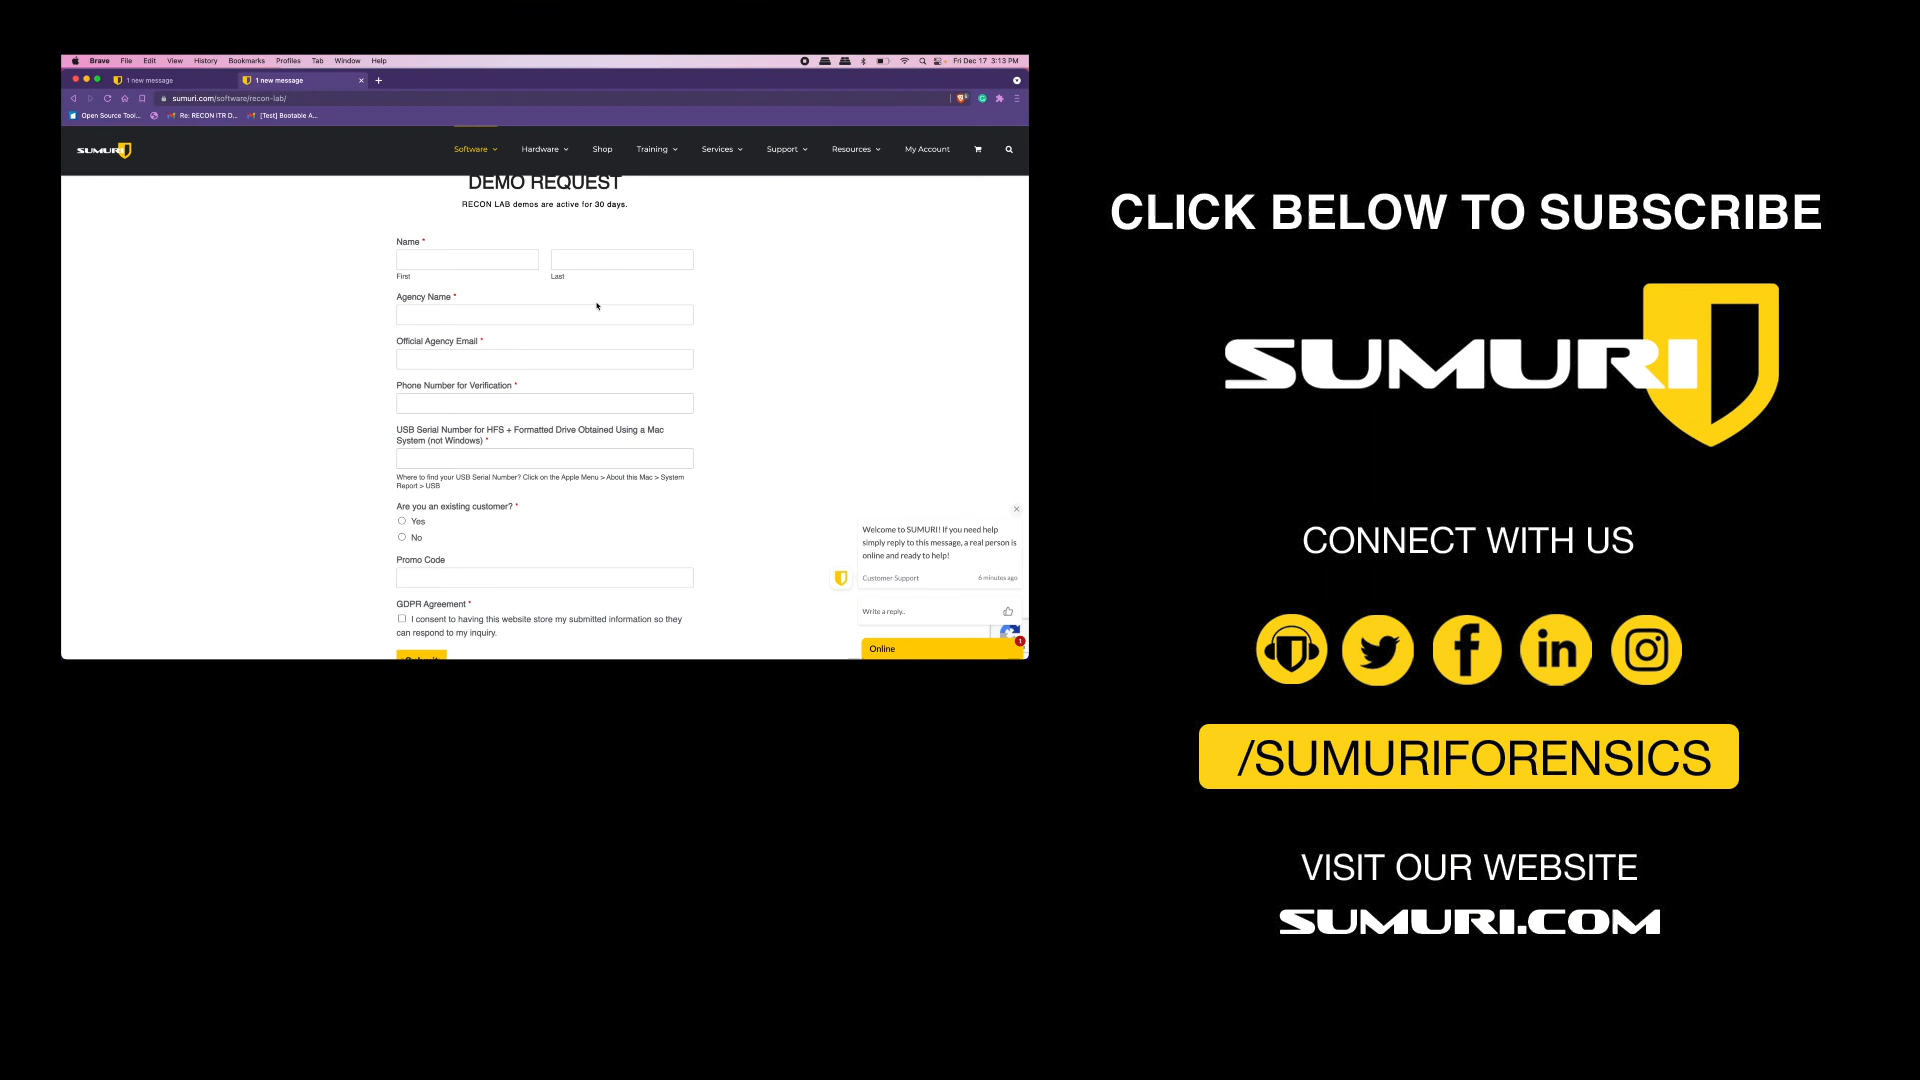 Brave File Edit View History Bookmarks Profiles Tab Window Help Fri Dec 17 3:13 PM
1 new message 1 new message
sumuri.com/software/recon-lab/
Open Source Tool... Re: RECON ITR D... [Test] Bootable A...
SUMURI Software Hardware Shop Training Services Support Resources My Account
DEMO REQUEST
RECON LAB demos are active for 30 days.
Name *
First Last
Agency Name *
Official Agency Email *
Phone Number for Verification *
USB Serial Number for HFS + Formatted Drive Obtained Using a Mac
System (not Windows) *
Where to find your USB Serial Number? Click on the Apple Menu > About this Mac > System
Report > USB
Are you an existing customer? *
Yes
No
Promo Code
GDPR Agreement *
I consent to having this website store my submitted information so they
can respond to my inquiry.
Submit
Welcome to SUMURI! If you need help
simply reply to this message, a real person is
online and ready to help!
Customer Support 6 minutes ago
Write a reply..
Online 1
CLICK BELOW TO SUBSCRIBE
SUMURI
CONNECT WITH US
/SUMURIFORENSICS
VISIT OUR WEBSITE
SUMURI.COM